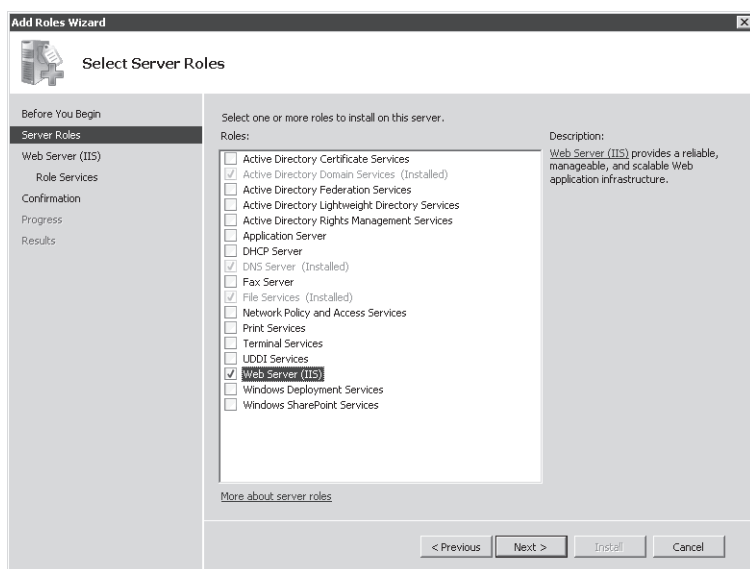 Add Roles Wizard
Select Server Roles
Before You Begin
Server Roles
Web Server (IIS)
Role Services
Confirmation
Progress
Results
Select one or more roles to install on this server.
Roles:
Active Directory Certificate Services
Active Directory Domain Services (Installed)
Active Directory Federation Services
Active Directory Lightweight Directory Services
Active Directory Rights Management Services
Application Server
DHCP Server
DNS Server (Installed)
Fax Server
File Services (Installed)
Network Policy and Access Services
Print Services
Terminal Services
UDDI Services
Web Server (IIS)
Windows Deployment Services
Windows SharePoint Services
More about server roles
Description:
Web Server (IIS) provides a reliable,
manageable, and scalable Web
application infrastructure.
< Previous
Next >
Install
Cancel